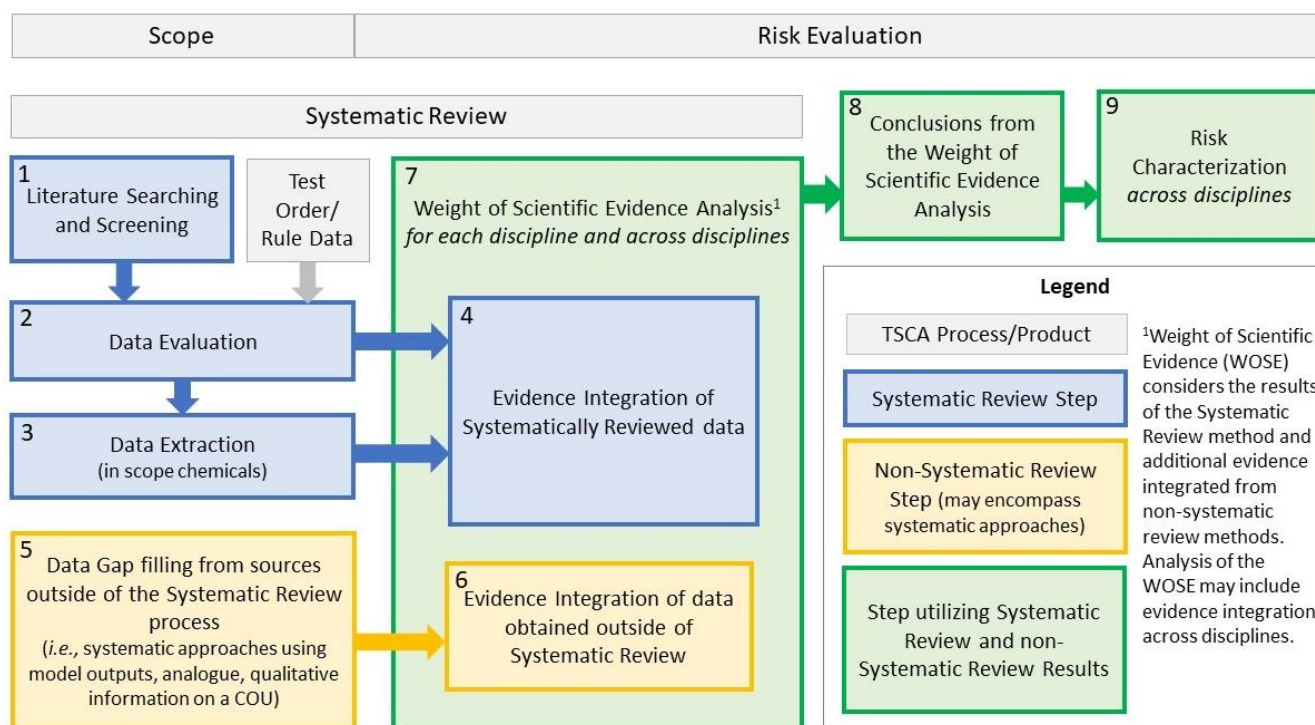 Scope
Risk Evaluation
Systematic Review
1
Literature Searching
and Screening
Test
Order/
Rule Data
2
Data Evaluation
3
Data Extraction
(in scope chemicals)
5
Data Gap filling from sources
outside of the Systematic Review
process
(i.e., systematic approaches using
model outputs, analogue, qualitative
information on a COU)
7
Weight of Scientific Evidence Analysis¹
for each discipline and across disciplines
4
Evidence Integration of
Systematically Reviewed data
6
Evidence Integration of data
obtained outside of
Systematic Review
8
Conclusions from
the Weight of
Scientific Evidence
Analysis
9
Risk
Characterization
across disciplines
Legend
TSCA Process/Product
Systematic Review Step
Non-Systematic Review
Step (may encompass
systematic approaches)
Step utilizing Systematic
Review and non-
Systematic Review Results
¹Weight of Scientific
Evidence (WOSE)
considers the results
of the Systematic
Review method and
additional evidence
integrated from
non-systematic
review methods.
Analysis of the
WOSE may include
evidence integration
across disciplines.